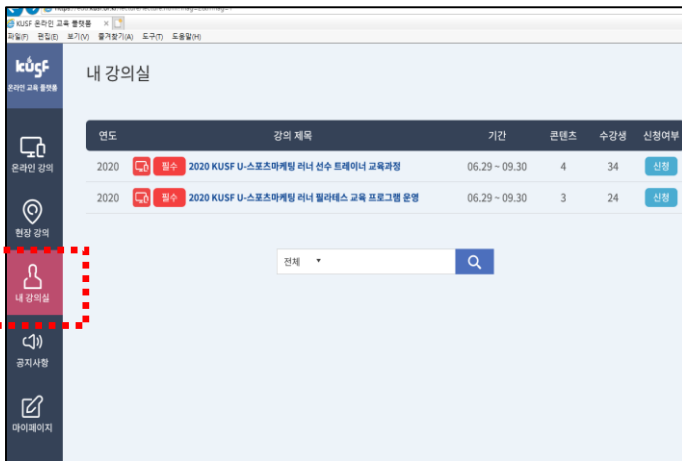 KUSF 온라인 교육 플랫폼
파일(F) 편집(E) 보기(V) 즐겨찾기(A) 도구(T) 도움말(H)
kúsf
온라인 교육 플랫폼
내 강의실
온라인 강의
현장 강의
내 강의실
공지사항
마이페이지
연도 강의 제목 기간 콘텐츠 수강생 신청여부
2020 필수 2020 KUSF U-스포츠마케팅 러너 선수 트레이너 교육과정 06.29 ~ 09.30 4 34 신청
2020 필수 2020 KUSF U-스포츠마케팅 러너 필라테스 교육 프로그램 운영 06.29 ~ 09.30 3 24 신청
전체